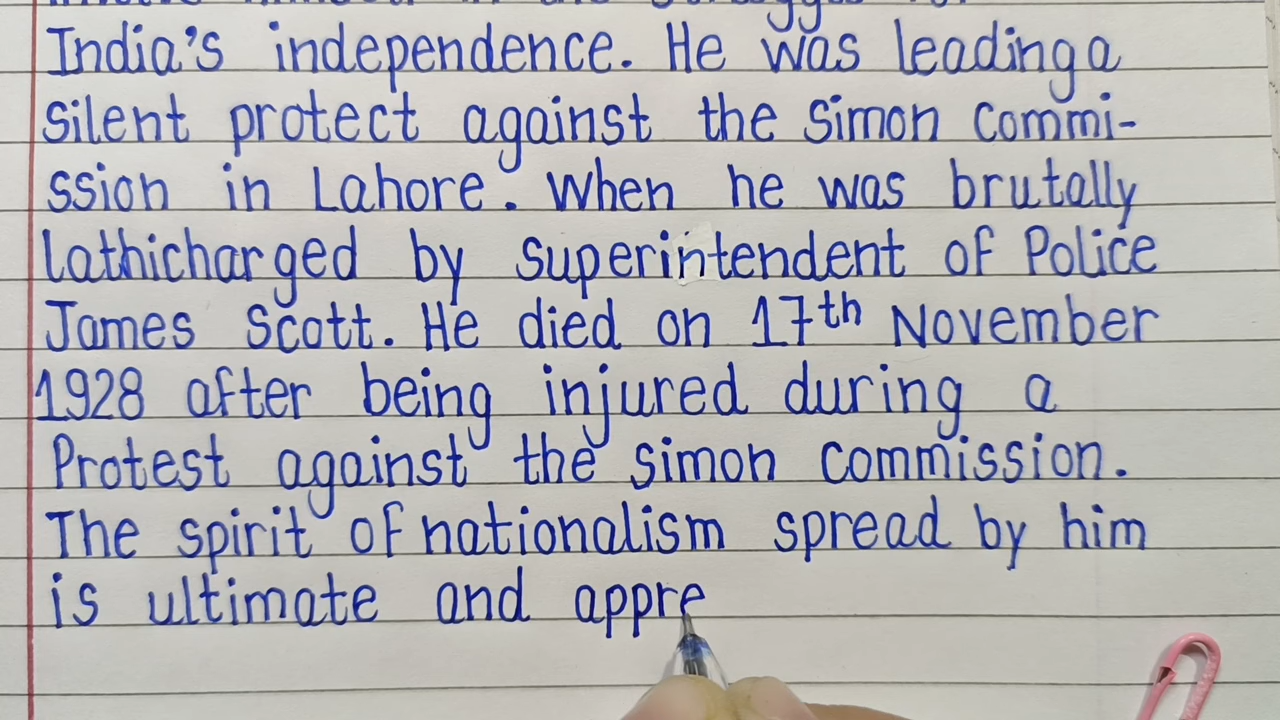 India's independence. He was leading a
silent protect against the Simon Commi-
ssion in Lahore. When he was brutally
Lathicharged by Superintendent of Police
James Scott. He died on 17th November
1928 after being injured during a
Protest against the Simon Commission.
The spirit of nationalism spread by him
is ultimate and appre